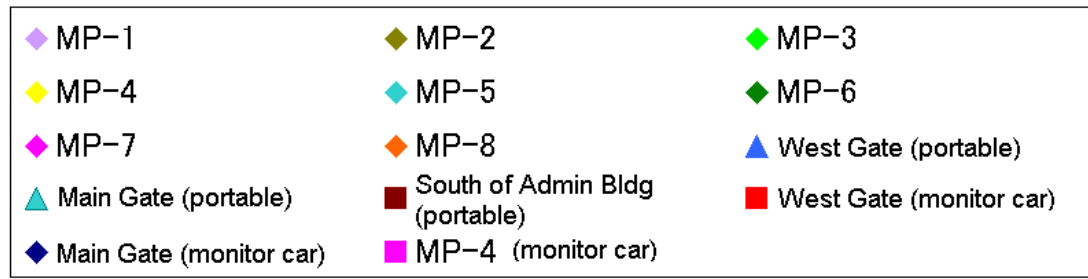 MP-1 MP-2 MP-3
MP-4 MP-5 MP-6
MP-7 MP-8 West Gate (portable)
Main Gate (portable) South of Admin Bldg (portable) West Gate (monitor car)
Main Gate (monitor car) MP-4 (monitor car)